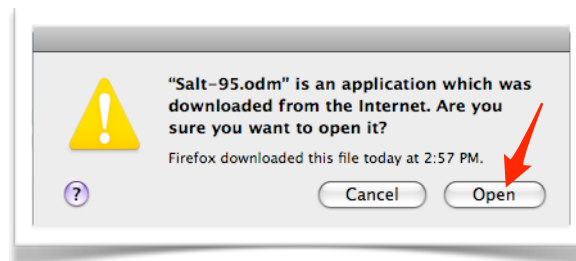 “Salt-95.odm” is an application which was
downloaded from the Internet. Are you
sure you want to open it?
Firefox downloaded this file today at 2:57 PM.
?
Cancel
Open